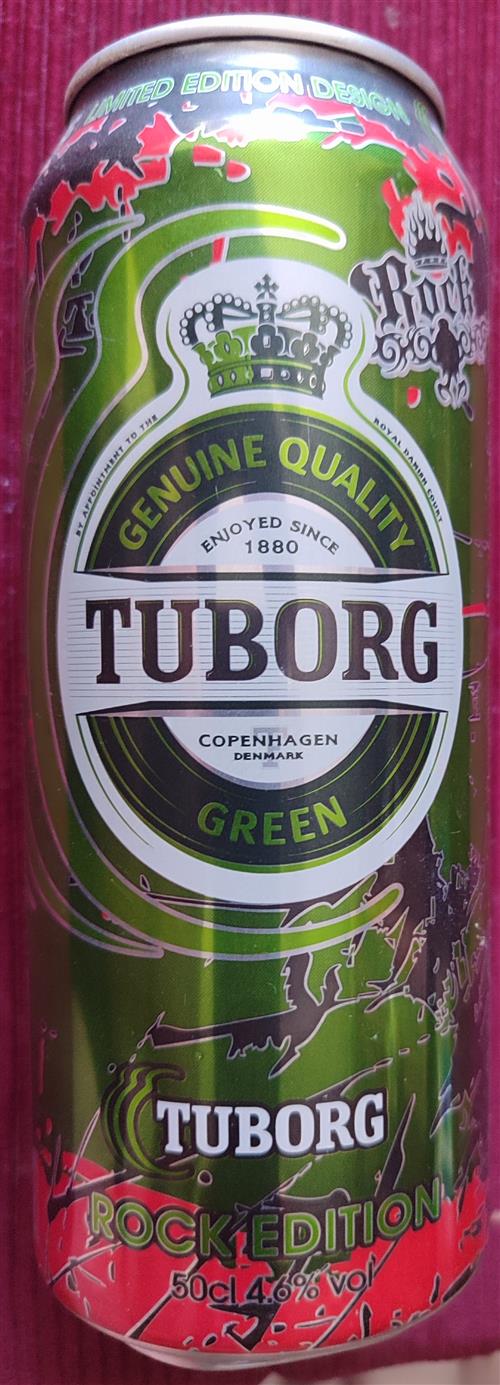 LIMITED EDITION DESIGN
Rock
BY APPOINTMENT TO THE
ROYAL DANISH COURT
GENUINE QUALITY
ENJOYED SINCE
1880
TUBORG
COPENHAGEN
DENMARK
GREEN
TUBORG
ROCK EDITION
50cl 4.6% vol